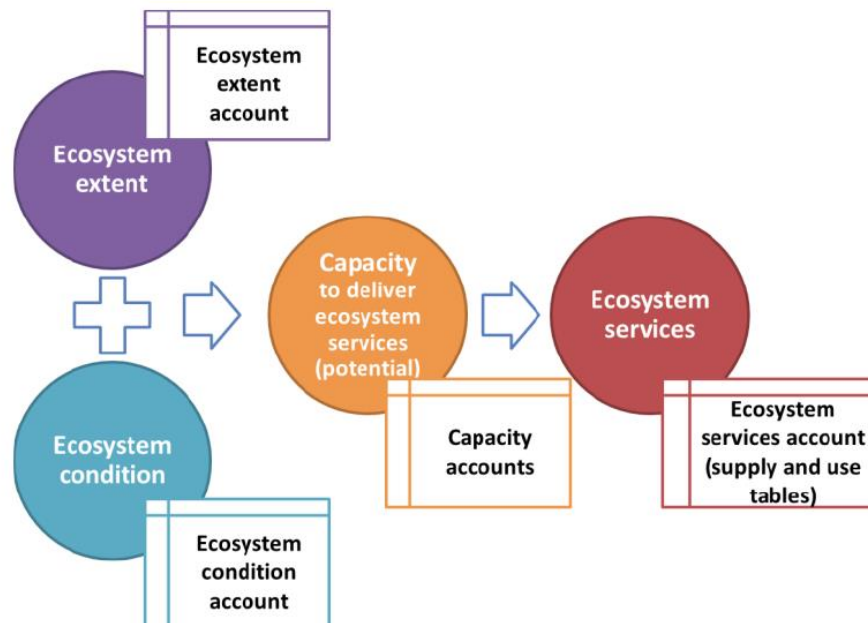 Ecosystem
extent
account
Ecosystem
extent
Capacity
to deliver
ecosystem
services
(potential)
Ecosystem
services
Ecosystem
condition
Capacity
accounts
Ecosystem
services account
(supply and use
tables)
Ecosystem
condition
account